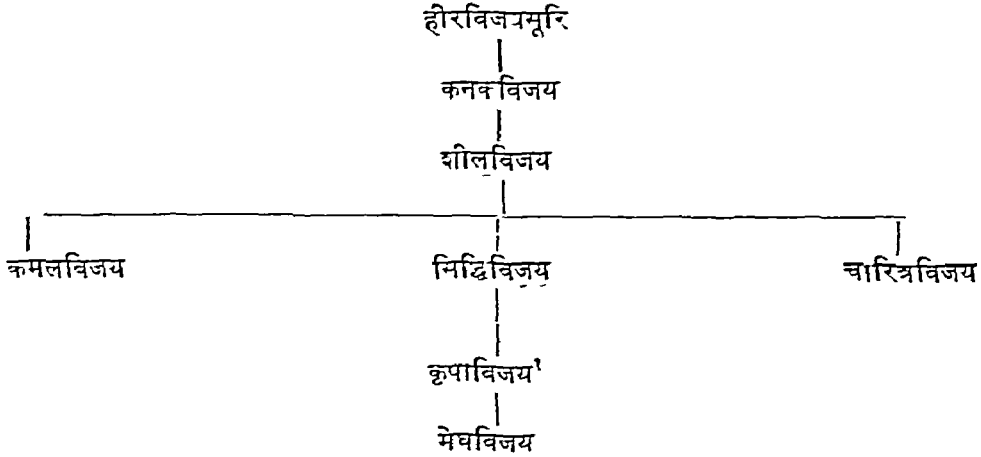 हीरविजयसूरि
कनकविजय
शीलविजय
कमलविजय सिद्धिविजय चारित्रविजय
कृपाविजय¹
मेघविजय